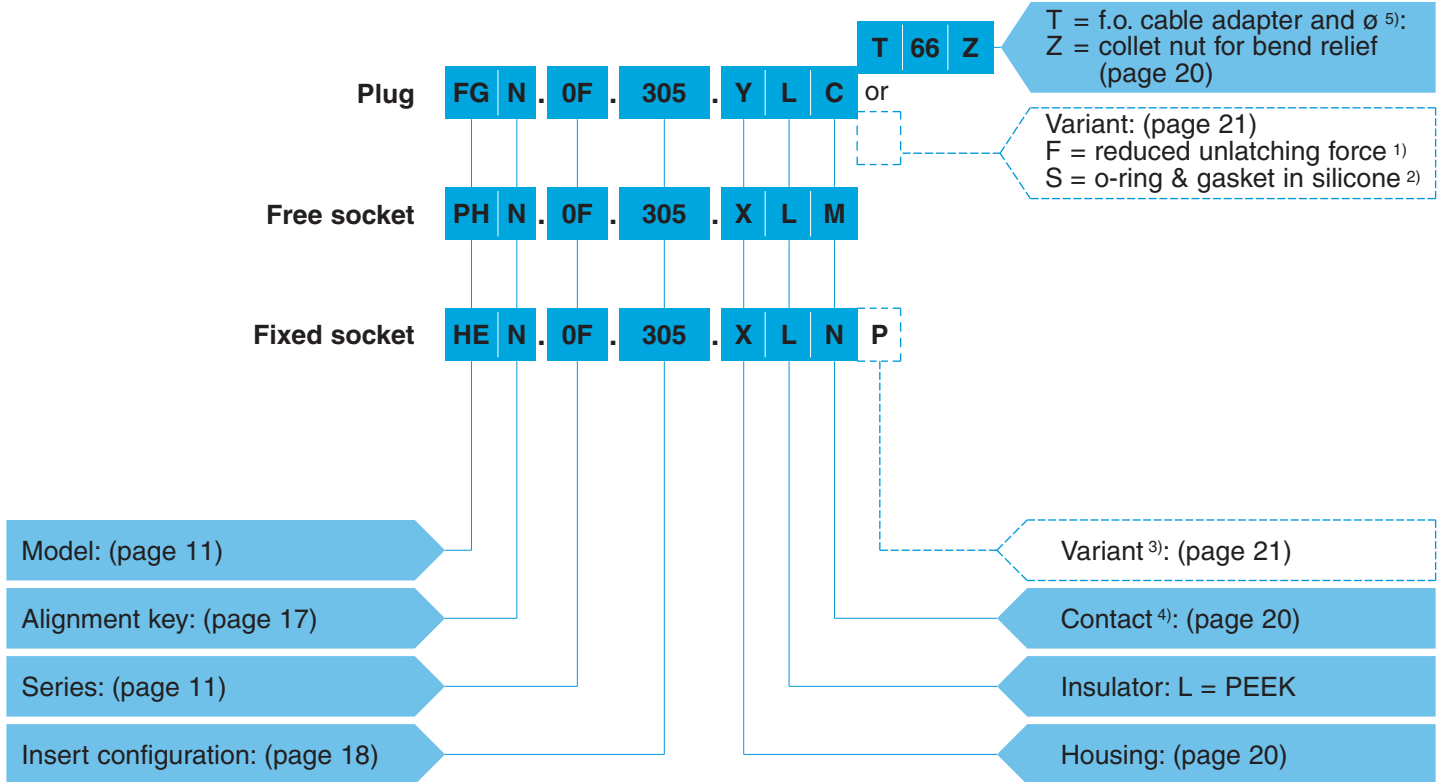 T 66 Z
T = f.o. cable adapter and ø 5):
Z = collet nut for bend relief
(page 20)
Plug FG N . 0F . 305 . Y L C or
Variant: (page 21)
F = reduced unlatching force 1)
S = o-ring & gasket in silicone 2)
Free socket PH N . 0F . 305 . X L M
Fixed socket HE N . 0F . 305 . X L N P
Model: (page 11)
Variant 3): (page 21)
Alignment key: (page 17)
Contact 4): (page 20)
Series: (page 11)
Insulator: L = PEEK
Insert configuration: (page 18)
Housing: (page 20)